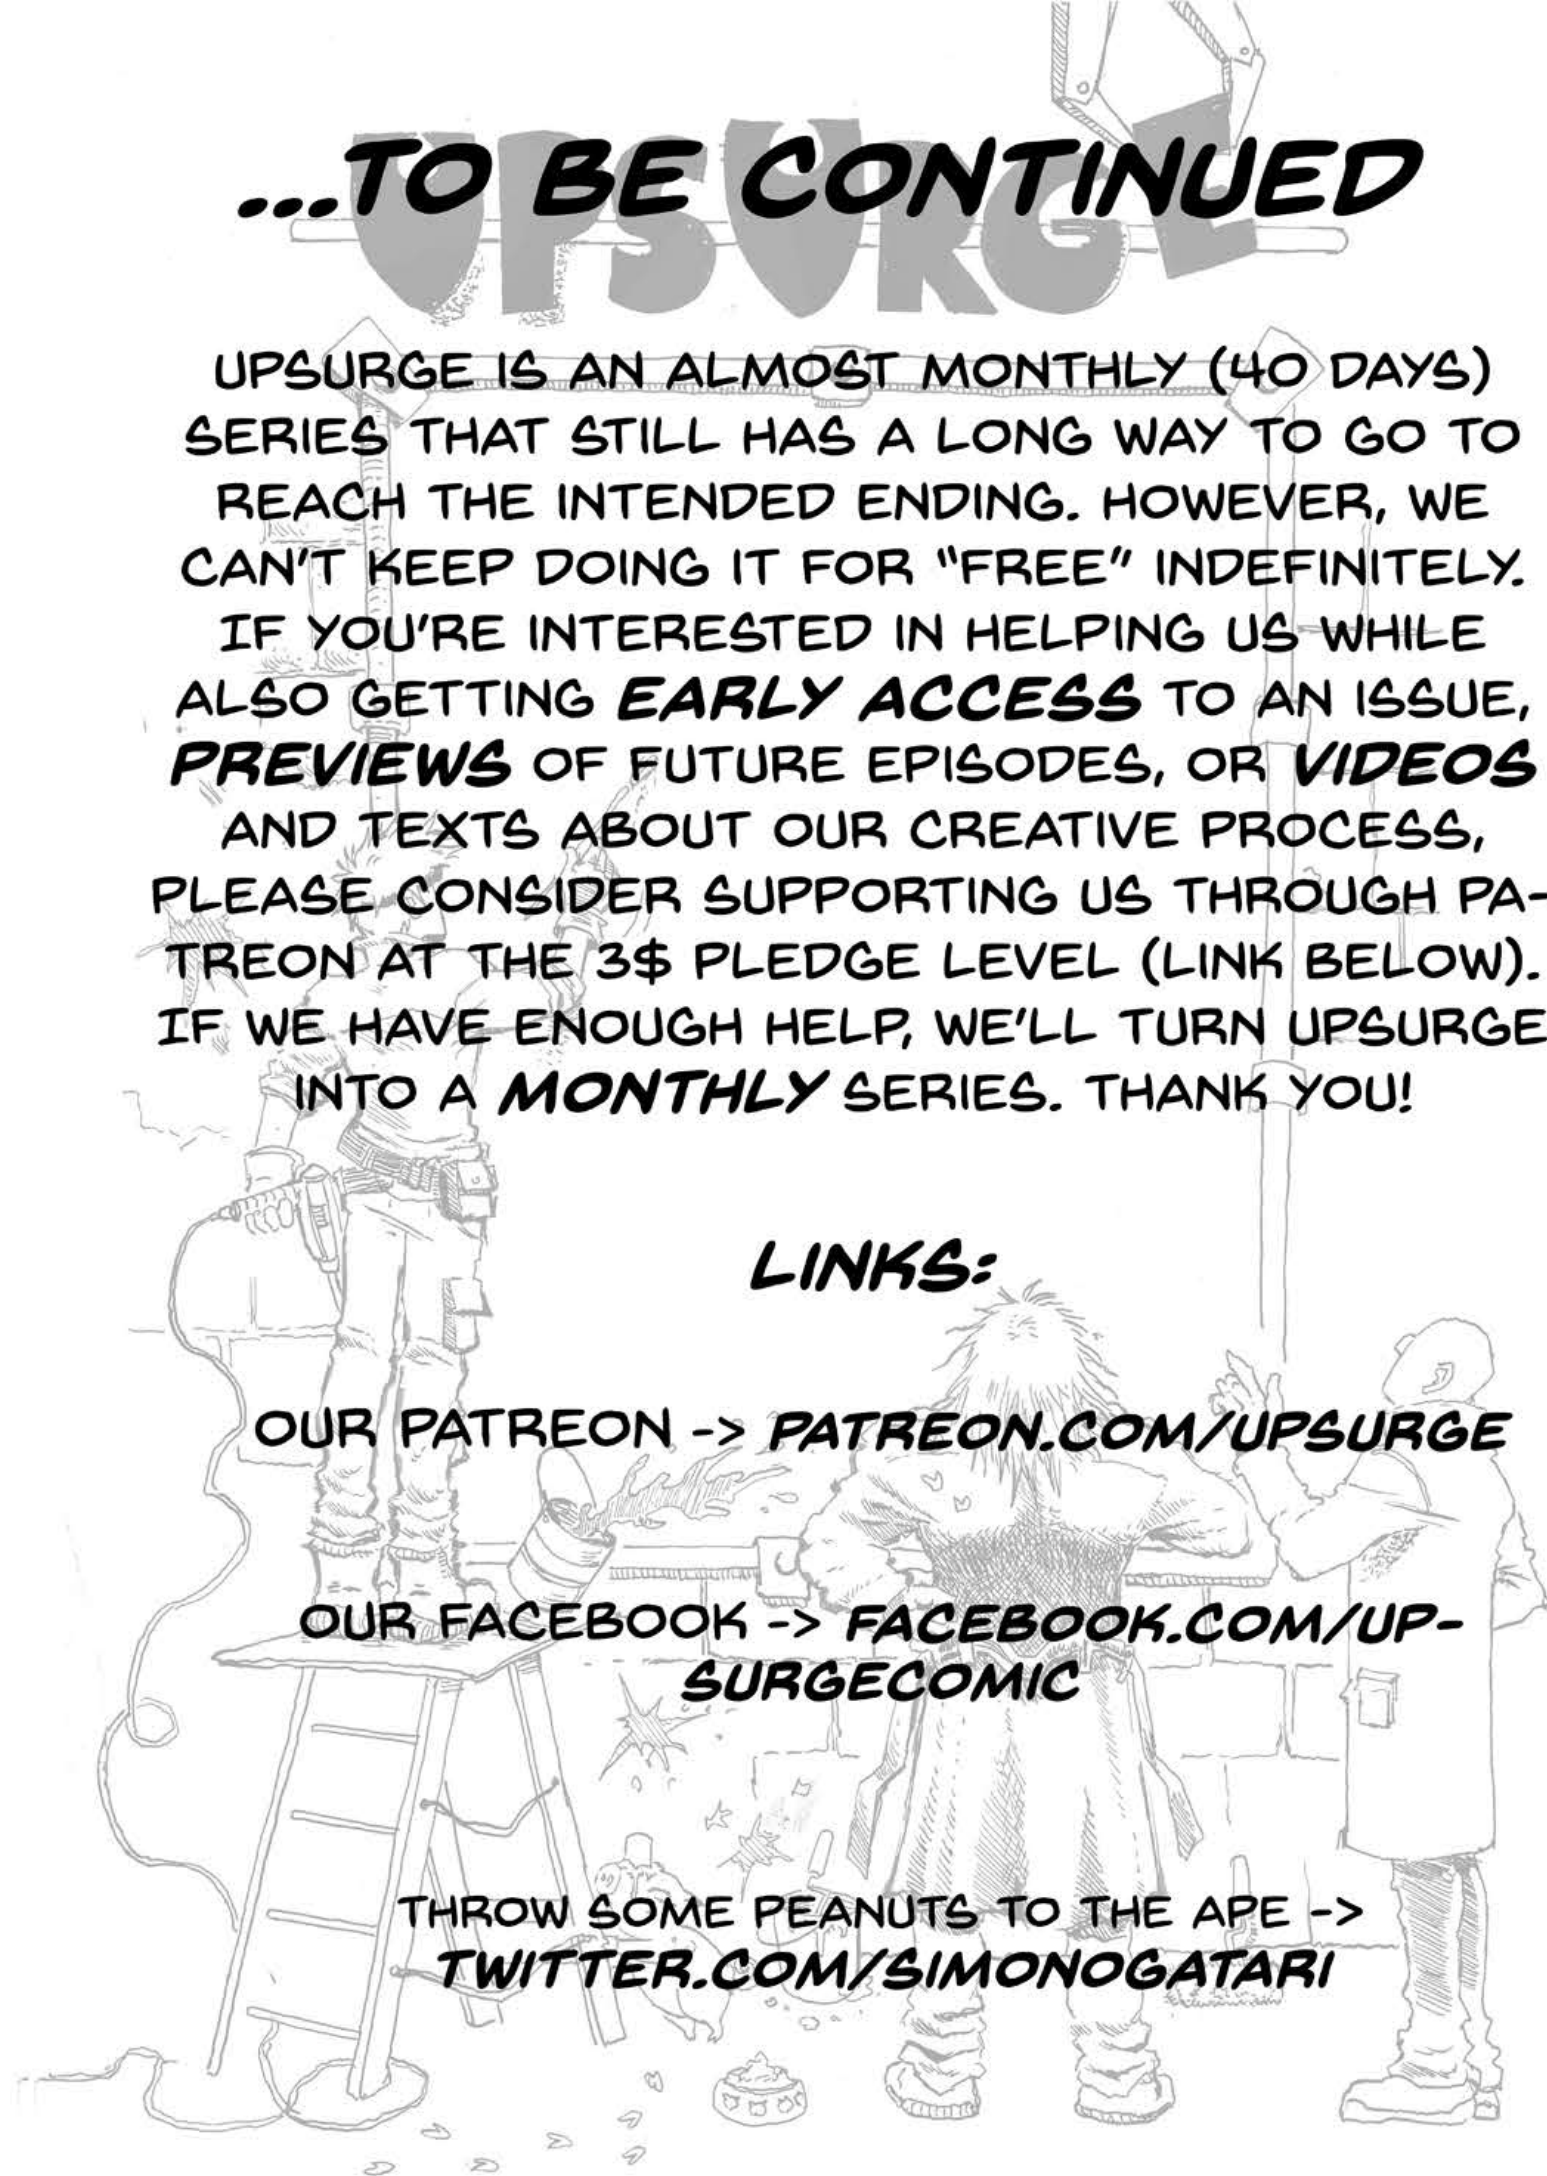 UPSURGE
...TO BE CONTINUED
UPSURGE IS AN ALMOST MONTHLY (40 DAYS)
SERIES THAT STILL HAS A LONG WAY TO GO TO
REACH THE INTENDED ENDING. HOWEVER, WE
CAN'T KEEP DOING IT FOR "FREE" INDEFINITELY.
IF YOU'RE INTERESTED IN HELPING US WHILE
ALSO GETTING EARLY ACCESS TO AN ISSUE,
PREVIEWS OF FUTURE EPISODES, OR VIDEOS
AND TEXTS ABOUT OUR CREATIVE PROCESS,
PLEASE CONSIDER SUPPORTING US THROUGH PA-
TREON AT THE 3$ PLEDGE LEVEL (LINK BELOW).
IF WE HAVE ENOUGH HELP, WE'LL TURN UPSURGE
INTO A MONTHLY SERIES. THANK YOU!
LINKS:
OUR PATREON -> PATREON.COM/UPSURGE
OUR FACEBOOK -> FACEBOOK.COM/UP-
SURGECOMIC
THROW SOME PEANUTS TO THE APE ->
TWITTER.COM/SIMONOGATARI